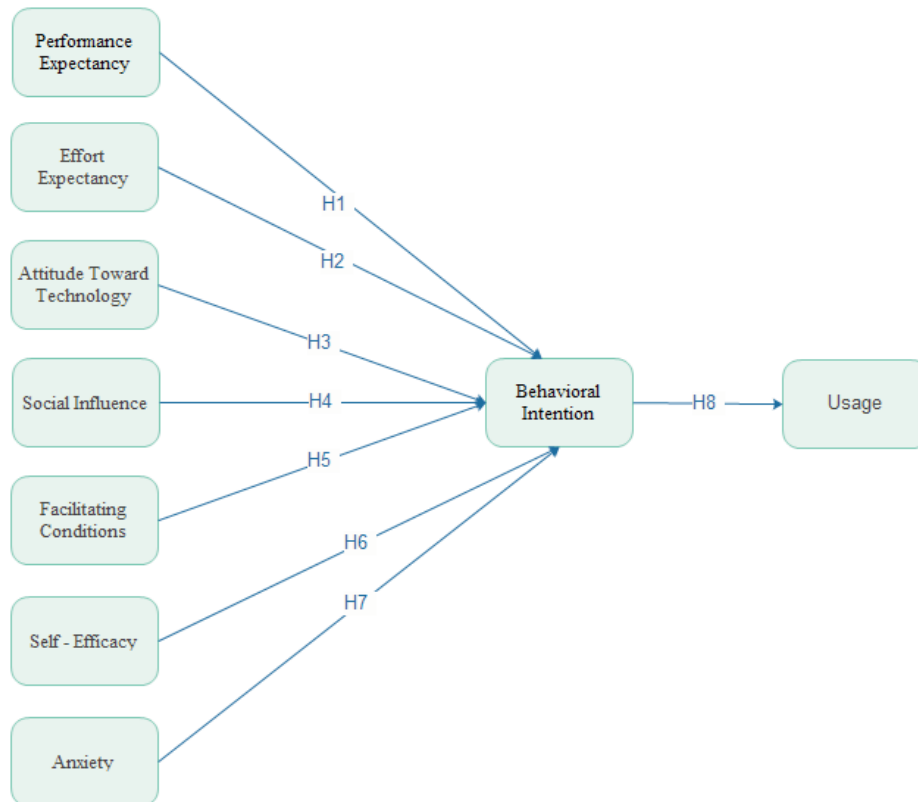 Performance
Expectancy
Effort
Expectancy
Attitude Toward
Technology
Social Influence
Facilitating
Conditions
Self - Efficacy
Anxiety
H1
H2
H3
H4
H5
H6
H7
Behavioral
Intention
H8
Usage